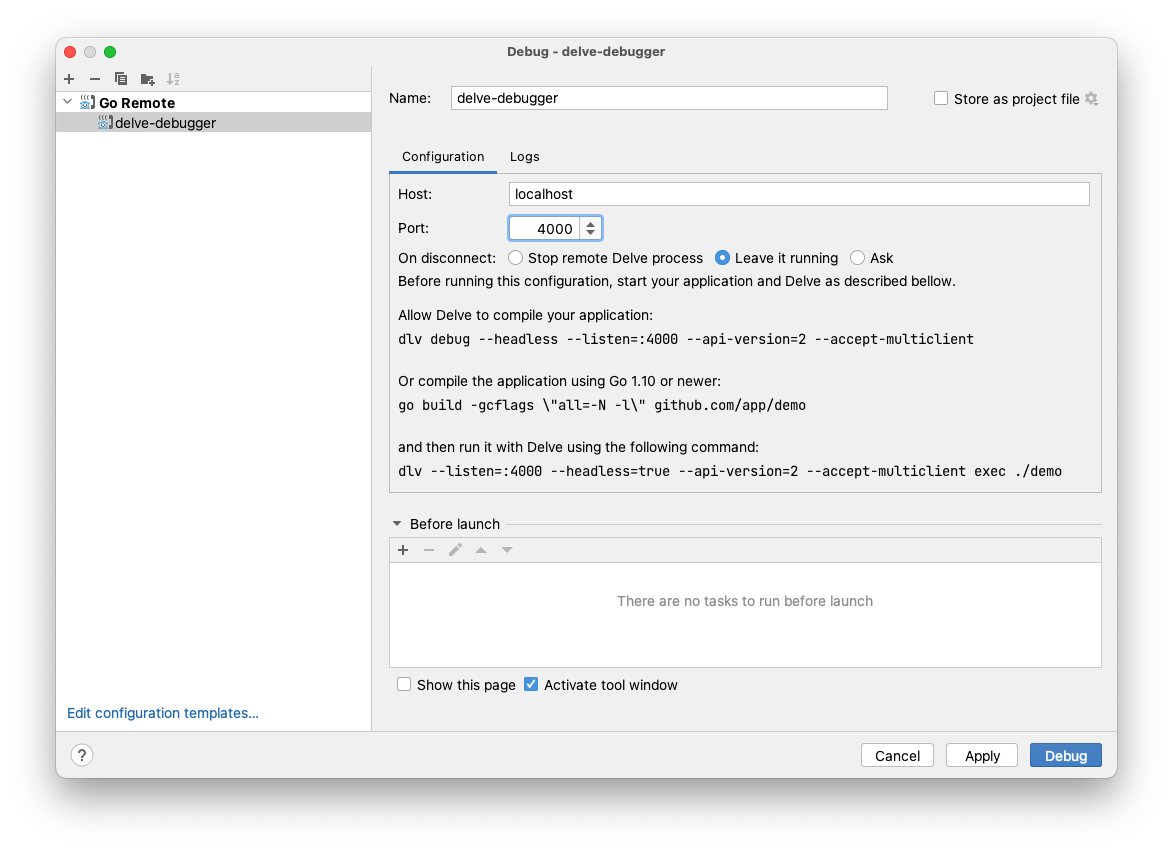 Debug - delve-debugger
Go Remote
delve-debugger
Name: delve-debugger
Store as project file
Configuration Logs
Host: localhost
Port: 4000
On disconnect: Stop remote Delve process Leave it running Ask
Before running this configuration, start your application and Delve as described bellow.
Allow Delve to compile your application:
dlv debug --headless --listen=:4000 --api-version=2 --accept-multiclient
Or compile the application using Go 1.10 or newer:
go build -gcflags \"all=-N -l\" github.com/app/demo
and then run it with Delve using the following command:
dlv --listen=:4000 --headless=true --api-version=2 --accept-multiclient exec ./demo
Before launch
There are no tasks to run before launch
Show this page Activate tool window
Edit configuration templates...
? Cancel Apply Debug